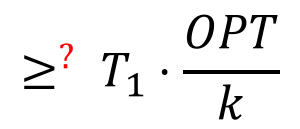 ≥? T₁ · OPT/k